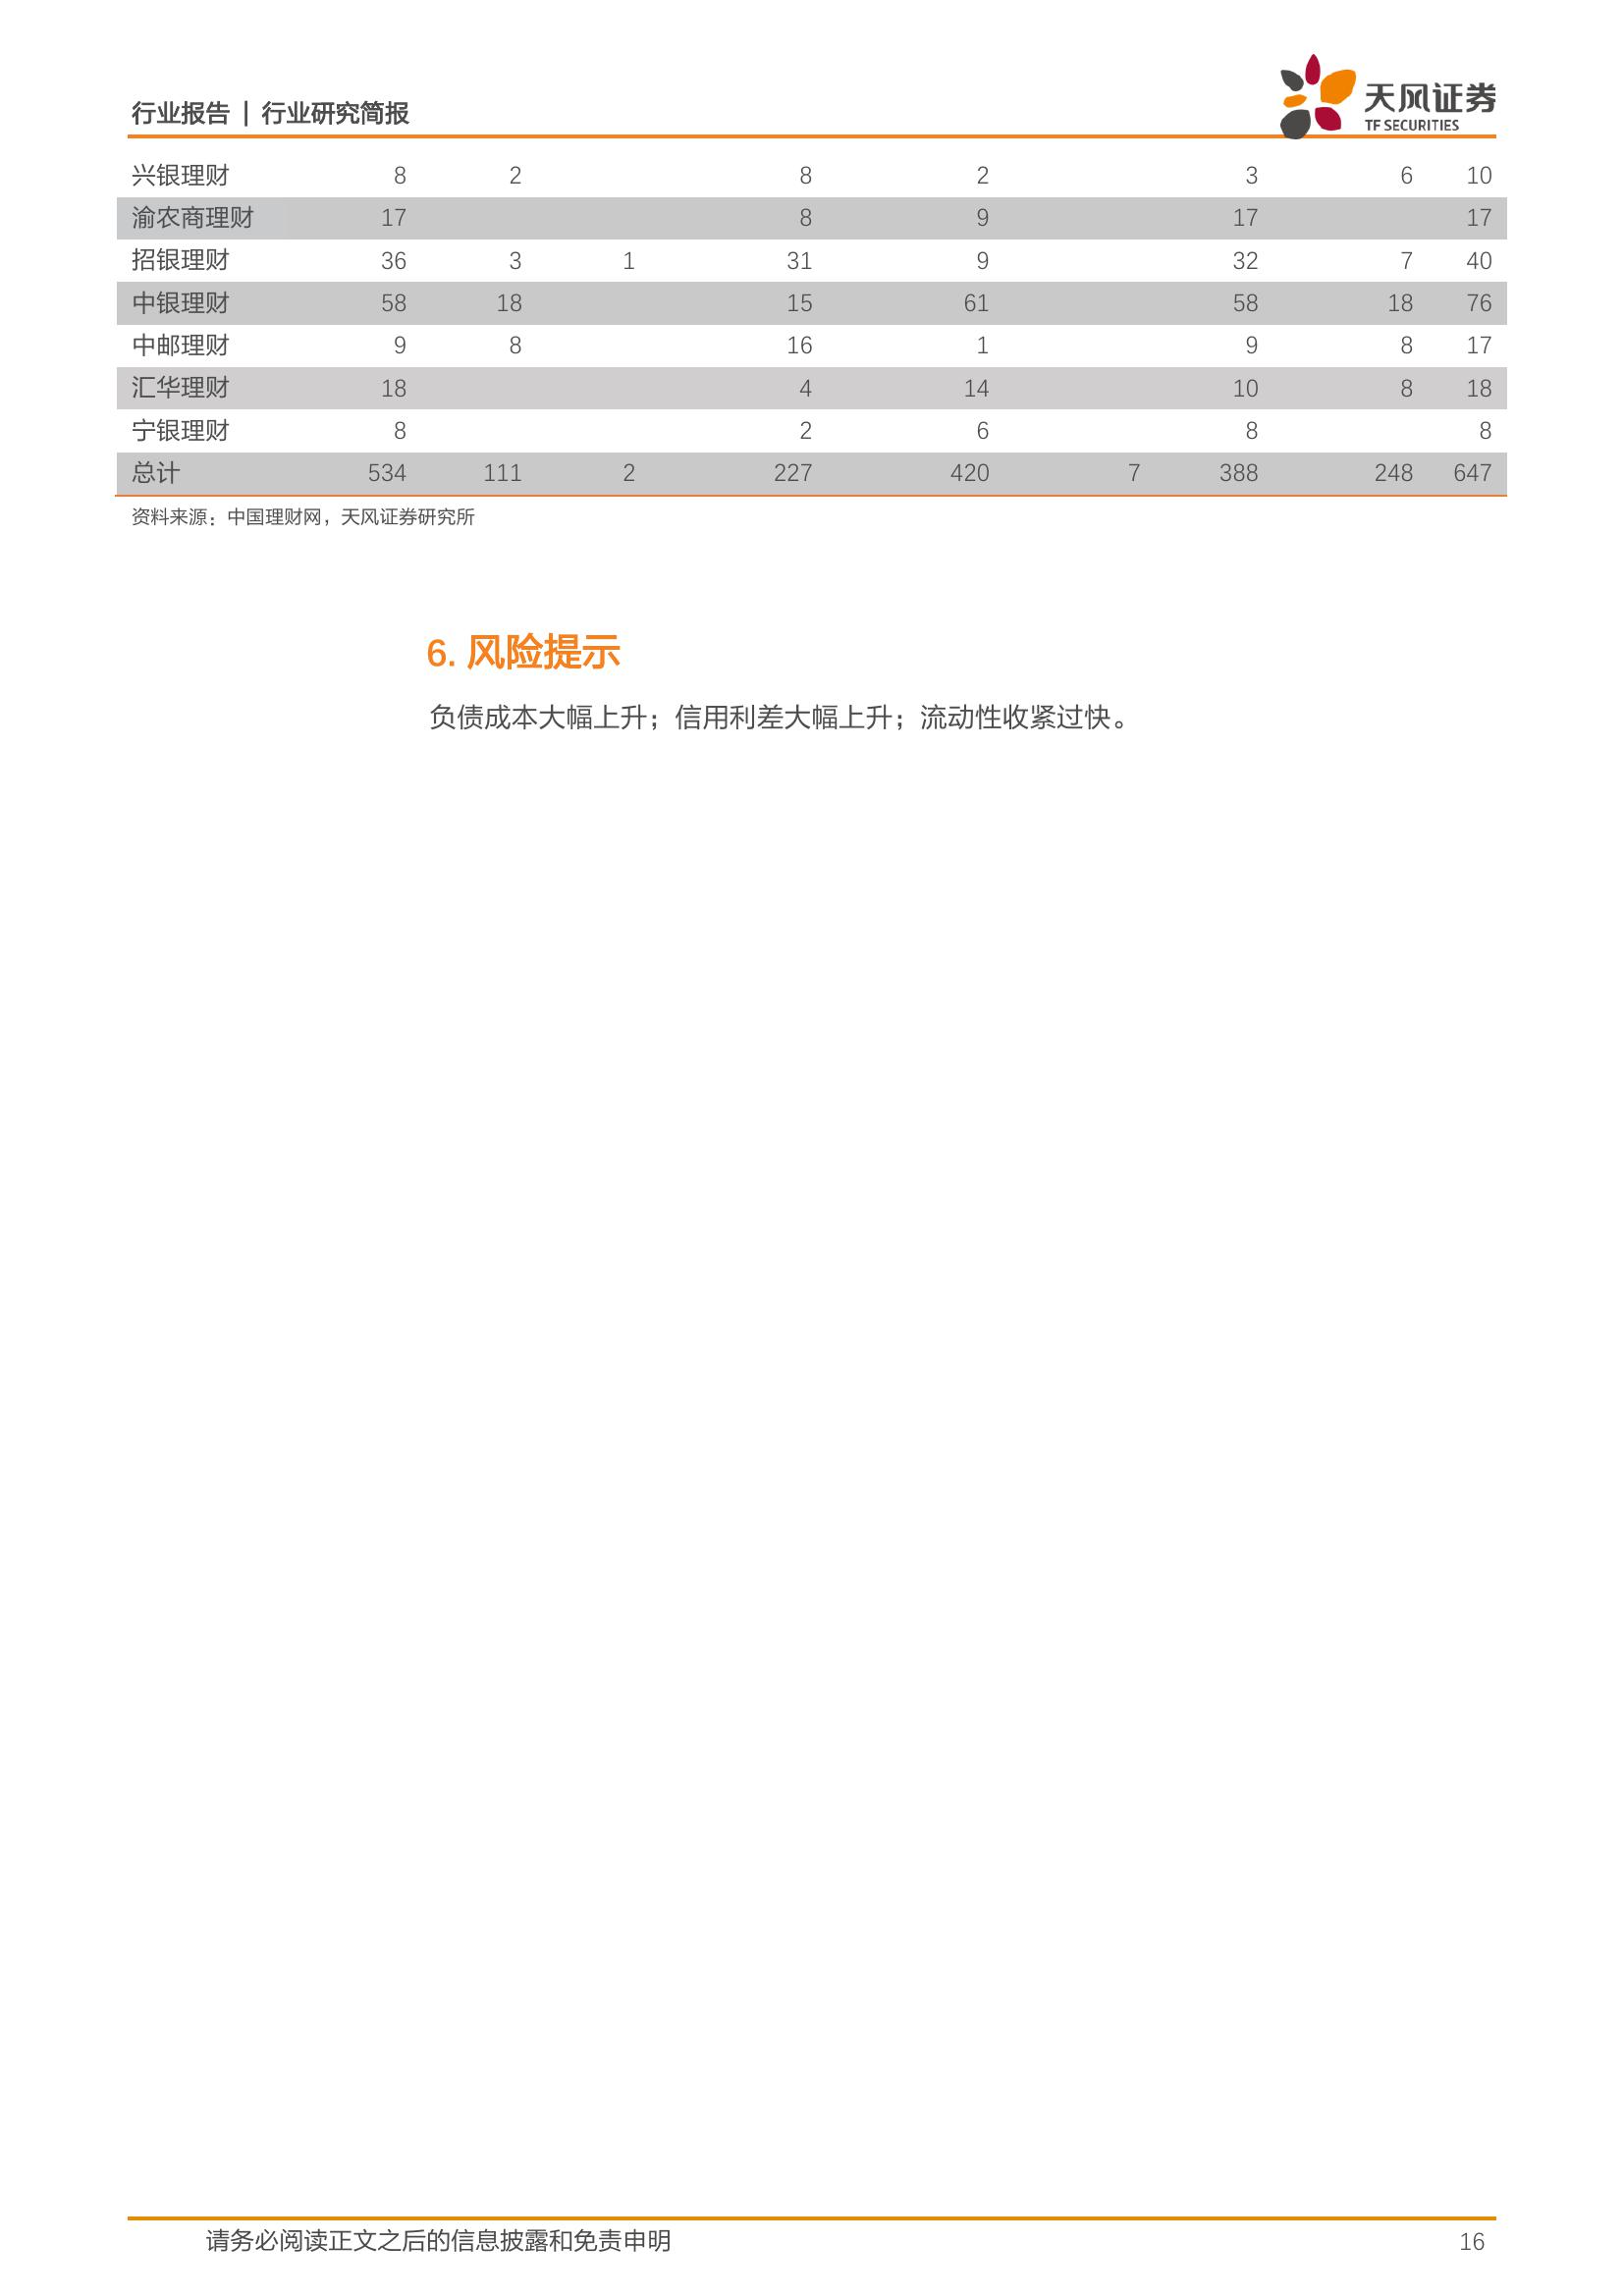 行业报告 | 行业研究简报
天风证券
TF SECURITIES
兴银理财 8 2 8 2 3 6 10
渝农商理财 17 8 9 17 17
招银理财 36 3 1 31 9 32 7 40
中银理财 58 18 15 61 58 18 76
中邮理财 9 8 16 1 9 8 17
汇华理财 18 4 14 10 8 18
宁银理财 8 2 6 8 8
总计 534 111 2 227 420 7 388 248 647
资料来源：中国理财网，天风证券研究所
6. 风险提示
负债成本大幅上升；信用利差大幅上升；流动性收紧过快。
请务必阅读正文之后的信息披露和免责申明 16